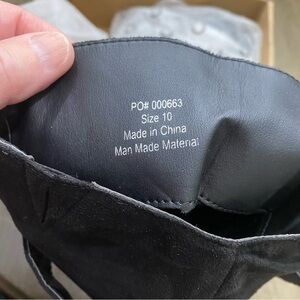 PO# 000663
Size 10
Made in China
Man Made Material